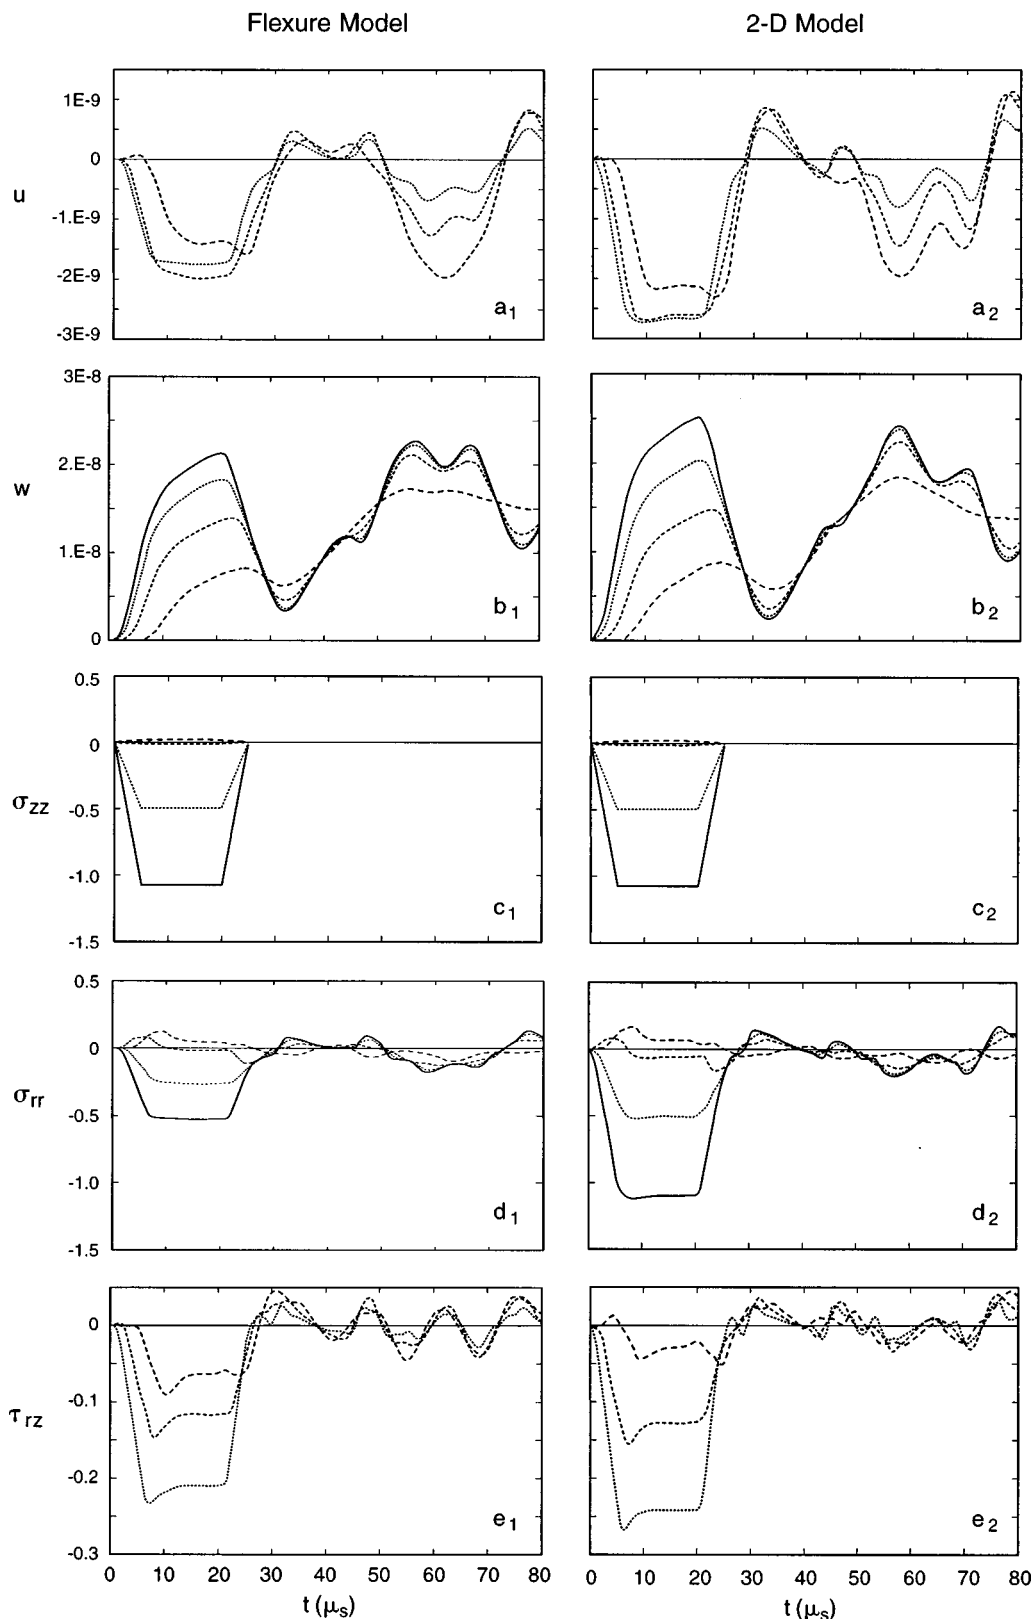 Flexure Model 2-D Model
1E-9
0
-1.0E-9
-2E-9
-3E-9
u
a1 a2
3E-8
2.0E-8
1.0E-8
0
w
b1 b2
0.5
0
-0.5
-1.0
-1.5
σzz
c1 c2
0.5
0
-0.5
-1.0
-1.5
σrr
d1 d2
0
-0.1
-0.2
-0.3
τrz
e1 e2
0 10 20 30 40 50 60 70 80 0 10 20 30 40 50 60 70 80
t (μs) t (μs)